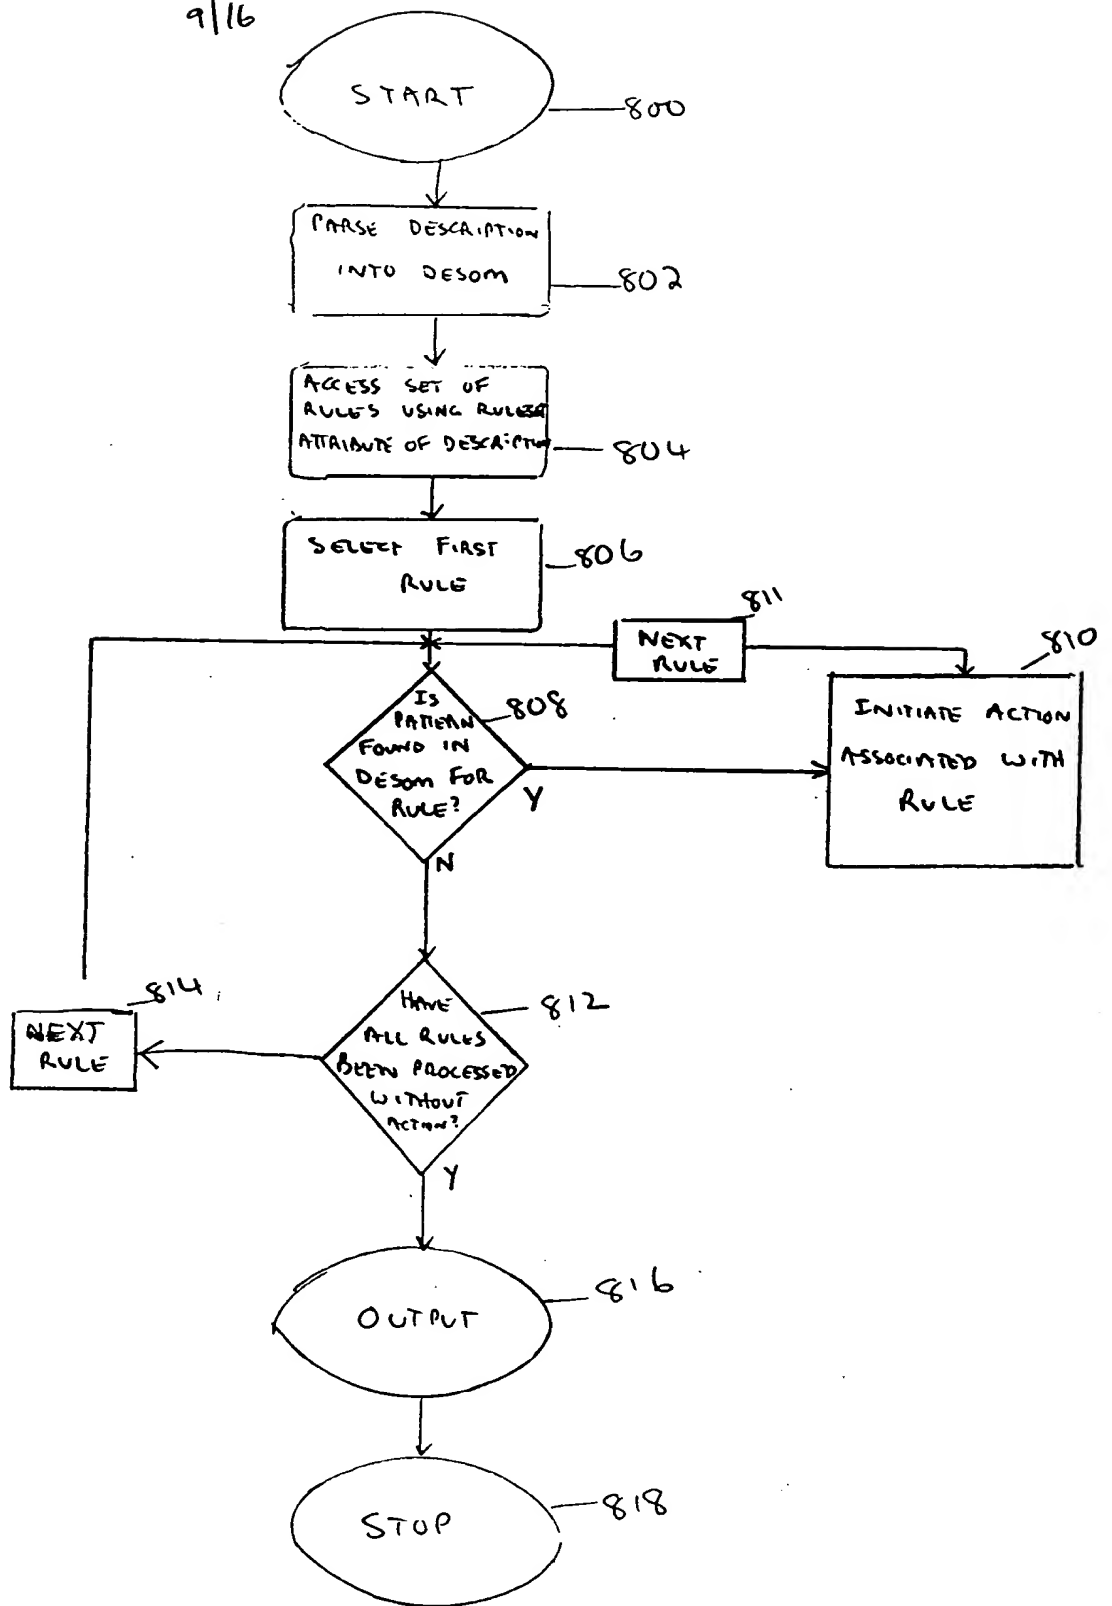 9/16
START
800
PARSE DESCRIPTION
INTO DESOM
802
ACCESS SET OF
RULES USING RULESET
ATTRIBUTE OF DESCRIPTION
804
SELECT FIRST
RULE
806
811
NEXT
RULE
810
INITIATE ACTION
ASSOCIATED WITH
RULE
IS
PATTERN
FOUND IN
DESOM FOR
RULE?
808
Y
N
814
NEXT
RULE
HAVE
ALL RULES
BEEN PROCESSED
WITHOUT
ACTION?
812
Y
OUTPUT
816
STOP
818